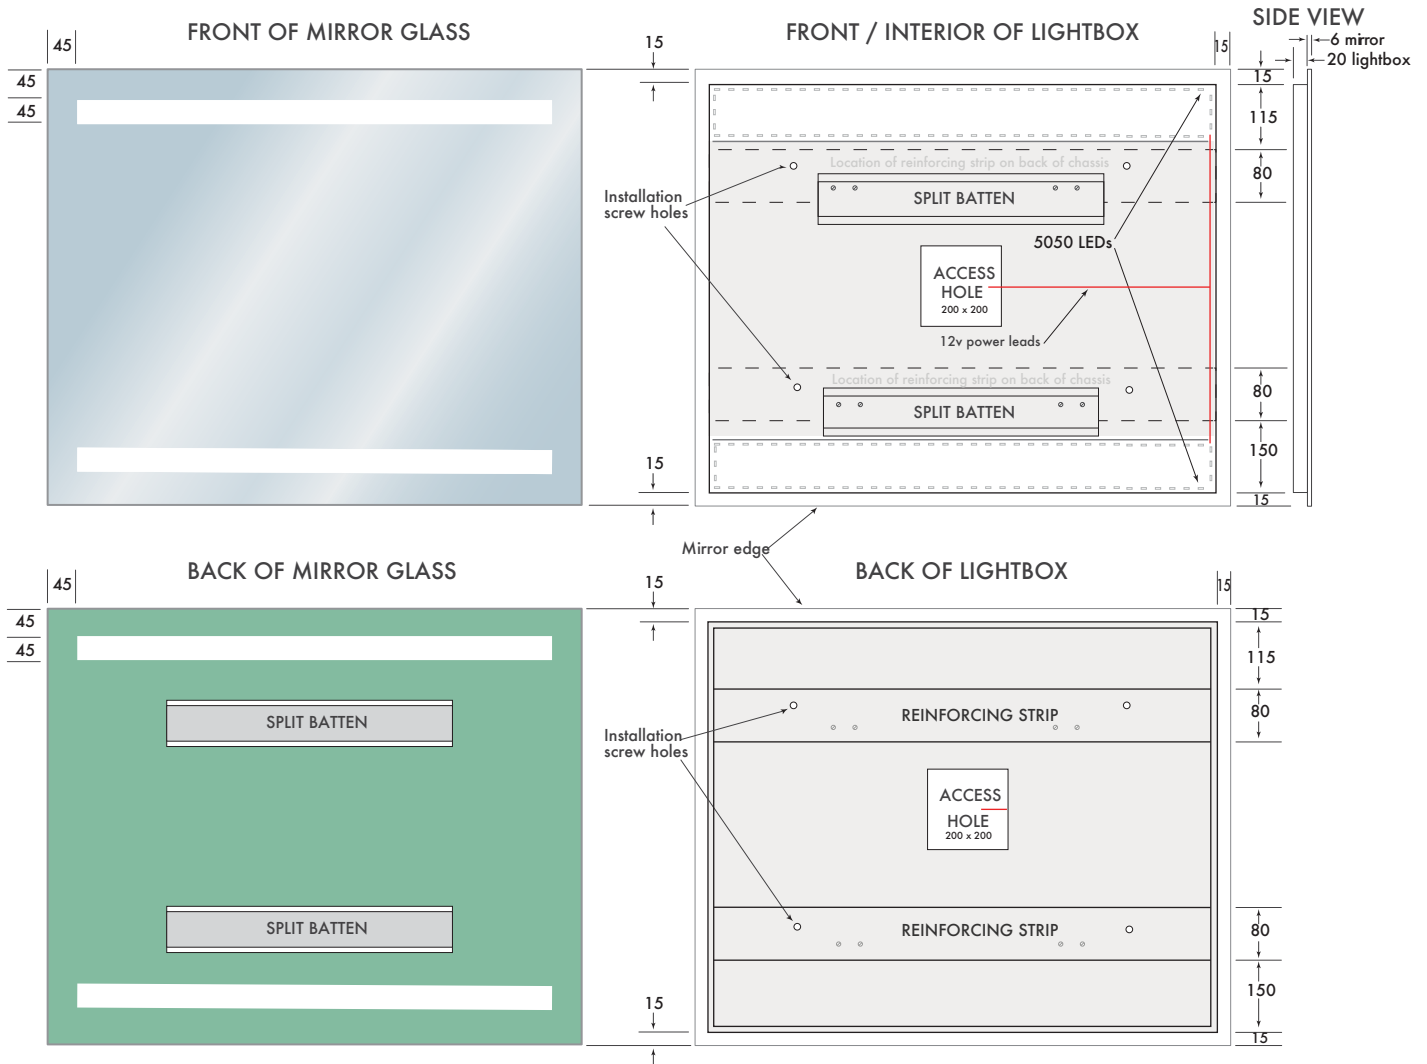 FRONT OF MIRROR GLASS
45
45
45
FRONT / INTERIOR OF LIGHTBOX
15
15
SIDE VIEW
6 mirror
20 lightbox
15
115
80
Location of reinforcing strip on back of chassis
SPLIT BATTEN
Installation
screw holes
5050 LEDs
ACCESS
HOLE
200 x 200
12v power leads
Location of reinforcing strip on back of chassis
SPLIT BATTEN
80
150
15
15
Mirror edge
BACK OF MIRROR GLASS
45
45
45
SPLIT BATTEN
SPLIT BATTEN
BACK OF LIGHTBOX
15
15
15
115
80
REINFORCING STRIP
Installation
screw holes
ACCESS
HOLE
200 x 200
REINFORCING STRIP
80
150
15
15